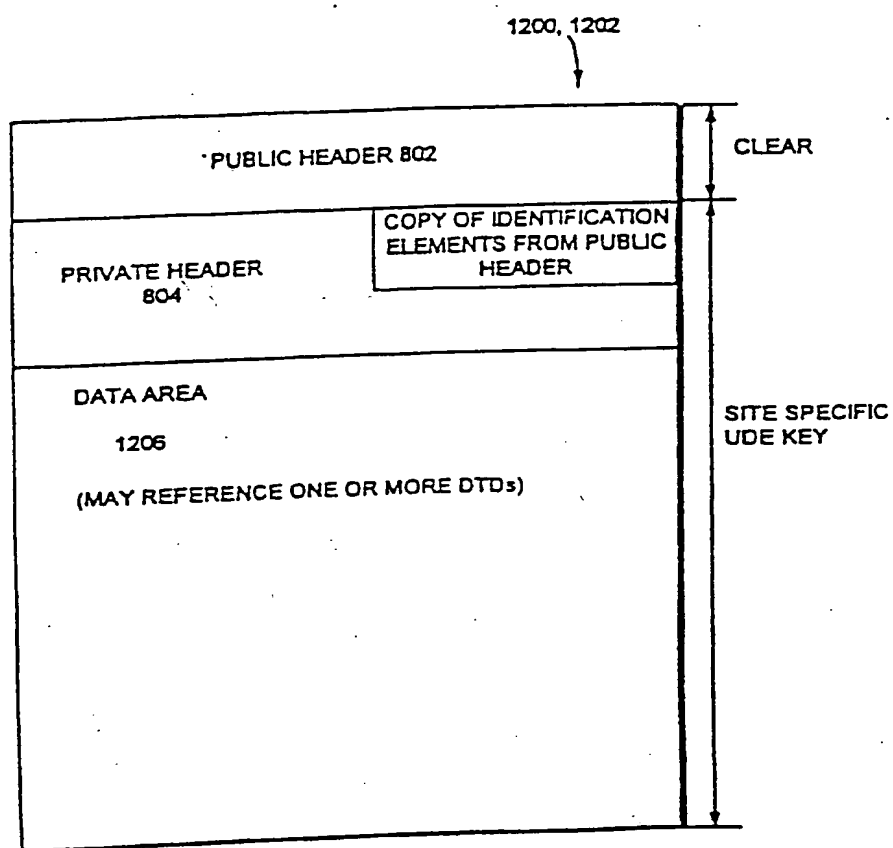 1200, 1202
PUBLIC HEADER 802
CLEAR
COPY OF IDENTIFICATION
ELEMENTS FROM PUBLIC
HEADER
PRIVATE HEADER
804
DATA AREA
1206
(MAY REFERENCE ONE OR MORE DTDs)
SITE SPECIFIC
UDE KEY